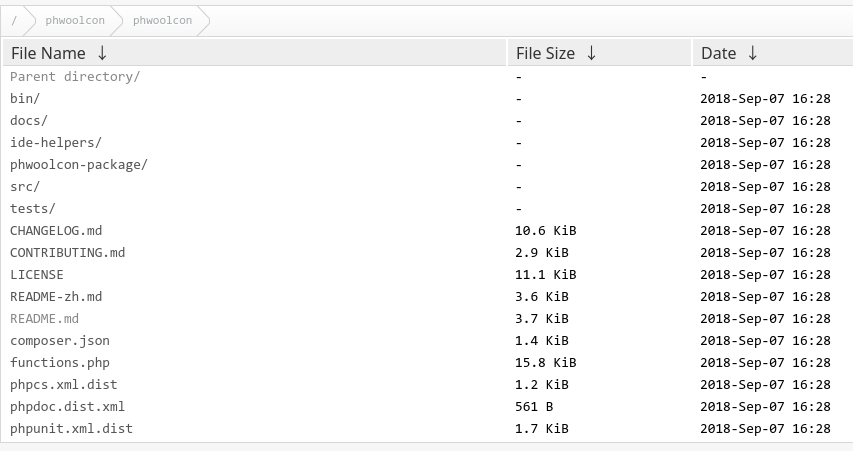 / phwoolcon phwoolcon
File Name ↓ File Size ↓ Date ↓
Parent directory/ - -
bin/ - 2018-Sep-07 16:28
docs/ - 2018-Sep-07 16:28
ide-helpers/ - 2018-Sep-07 16:28
phwoolcon-package/ - 2018-Sep-07 16:28
src/ - 2018-Sep-07 16:28
tests/ - 2018-Sep-07 16:28
CHANGELOG.md 10.6 KiB 2018-Sep-07 16:28
CONTRIBUTING.md 2.9 KiB 2018-Sep-07 16:28
LICENSE 11.1 KiB 2018-Sep-07 16:28
README-zh.md 3.6 KiB 2018-Sep-07 16:28
README.md 3.7 KiB 2018-Sep-07 16:28
composer.json 1.4 KiB 2018-Sep-07 16:28
functions.php 15.8 KiB 2018-Sep-07 16:28
phpcs.xml.dist 1.2 KiB 2018-Sep-07 16:28
phpdoc.dist.xml 561 B 2018-Sep-07 16:28
phpunit.xml.dist 1.7 KiB 2018-Sep-07 16:28